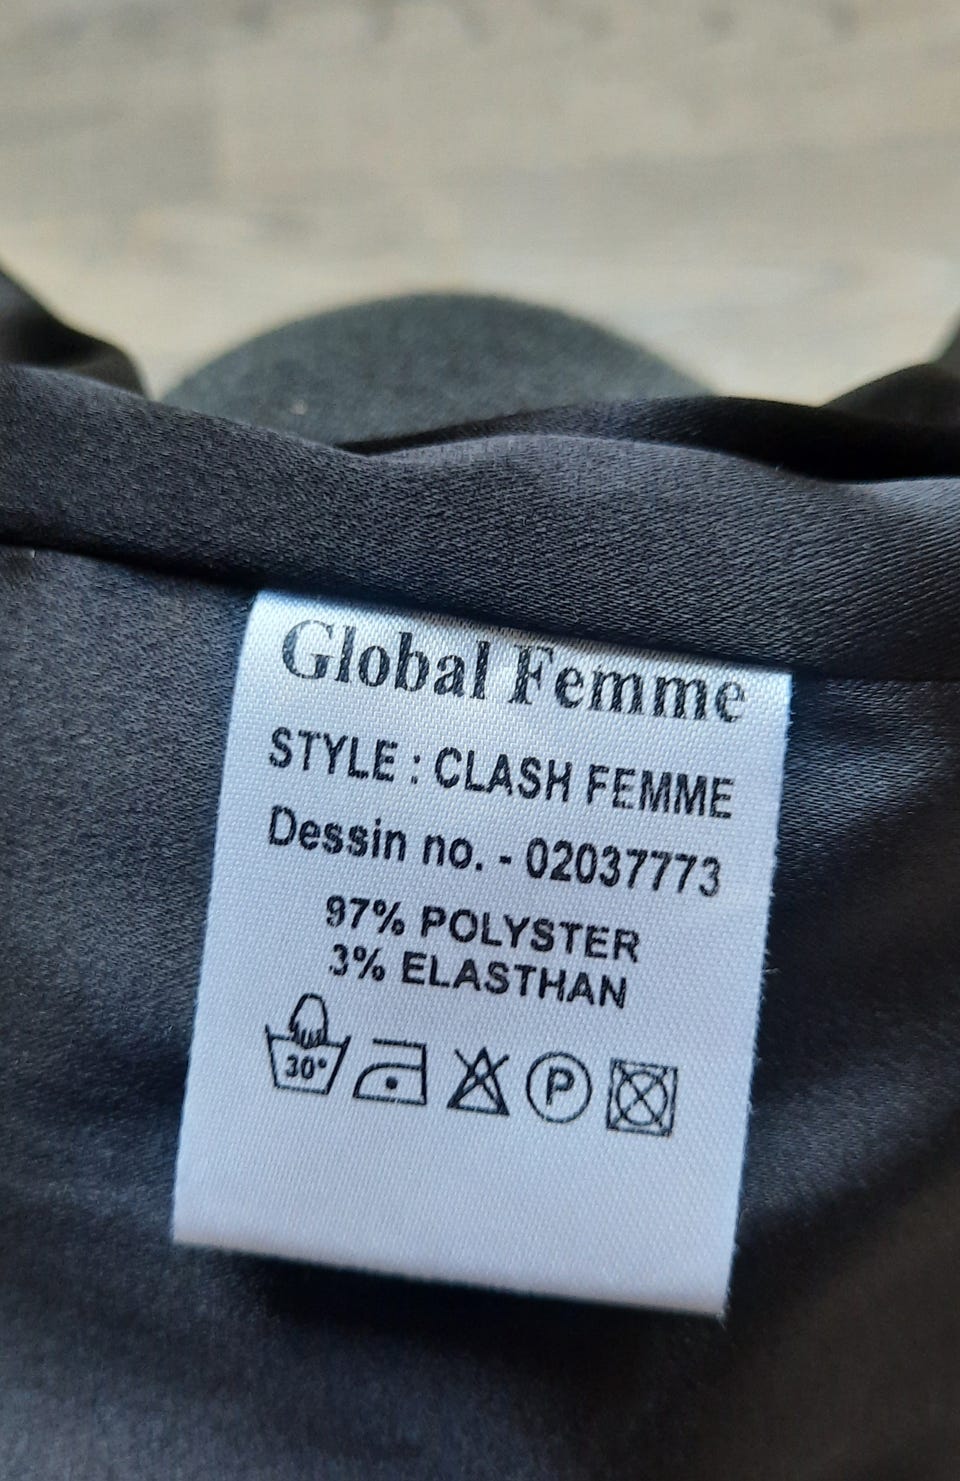 Global Femme
STYLE : CLASH FEMME
Dessin no. - 02037773
97% POLYSTER
3% ELASTHAN
30°
P